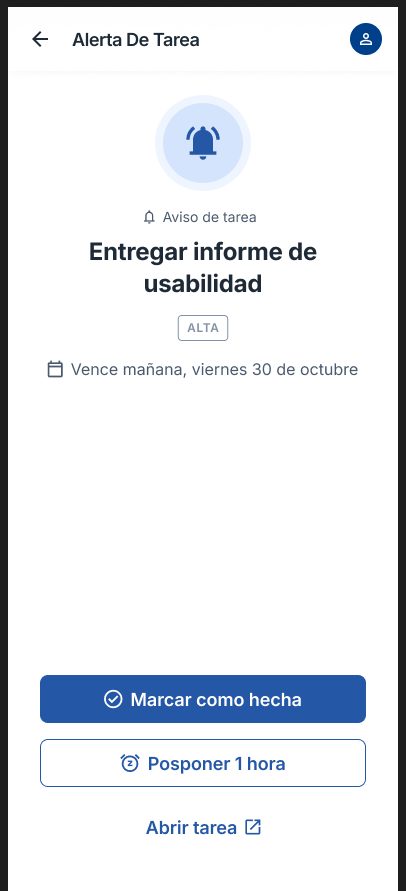 Alerta De Tarea
Aviso de tarea
Entregar informe de
usabilidad
ALTA
Vence mañana, viernes 30 de octubre
Marcar como hecha
Posponer 1 hora
Abrir tarea